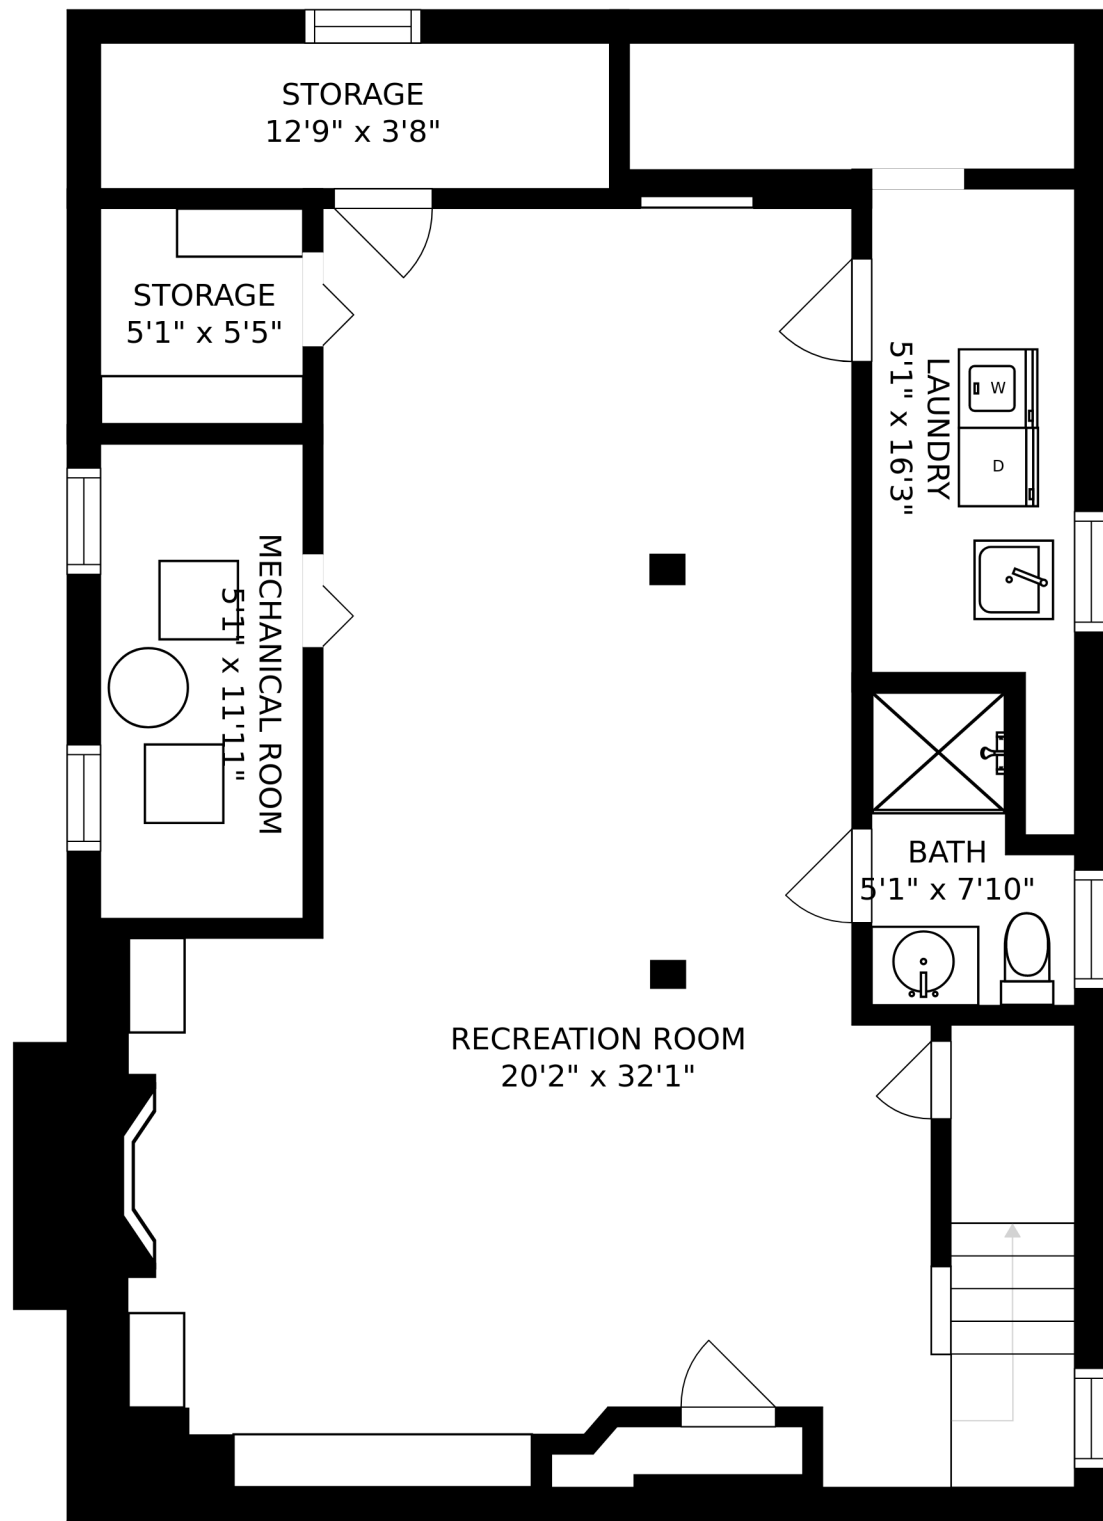 STORAGE
12'9" x 3'8"
STORAGE
5'1" x 5'5"
LAUNDRY
5'1" x 16'3"
W
D
MECHANICAL ROOM
5'1" x 11'11"
BATH
5'1" x 7'10"
RECREATION ROOM
20'2" x 32'1"